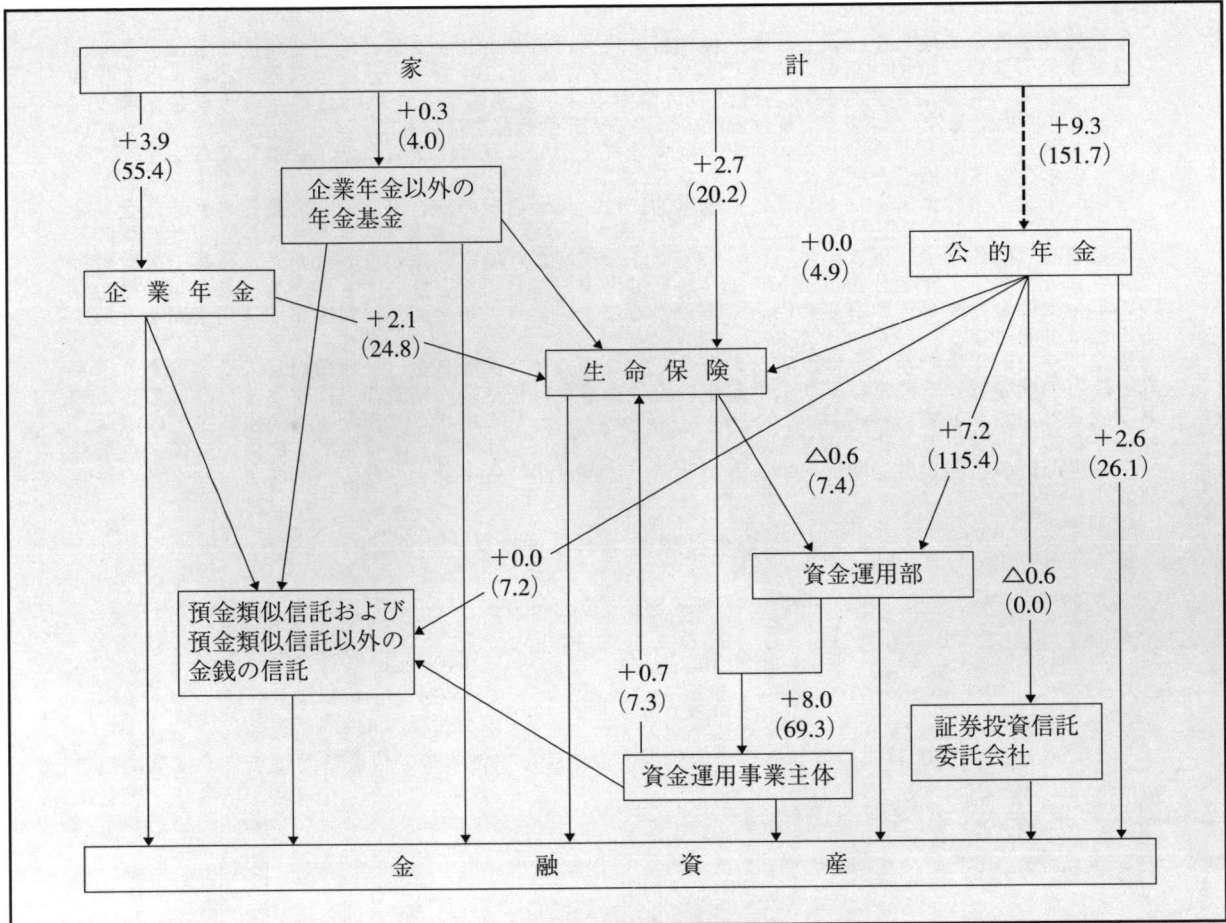 家計
+3.9
(55.4)
+0.3
(4.0)
+2.7
(20.2)
+9.3
(151.7)
企業年金以外の
年金基金
+0.0
(4.9)
公的年金
企業年金
+2.1
(24.8)
生命保険
△0.6
(7.4)
+7.2
(115.4)
+2.6
(26.1)
+0.0
(7.2)
資金運用部
△0.6
(0.0)
預金類似信託および
預金類似信託以外の
金銭の信託
+0.7
(7.3)
+8.0
(69.3)
証券投資信託
委託会社
資金運用事業主体
金融資産